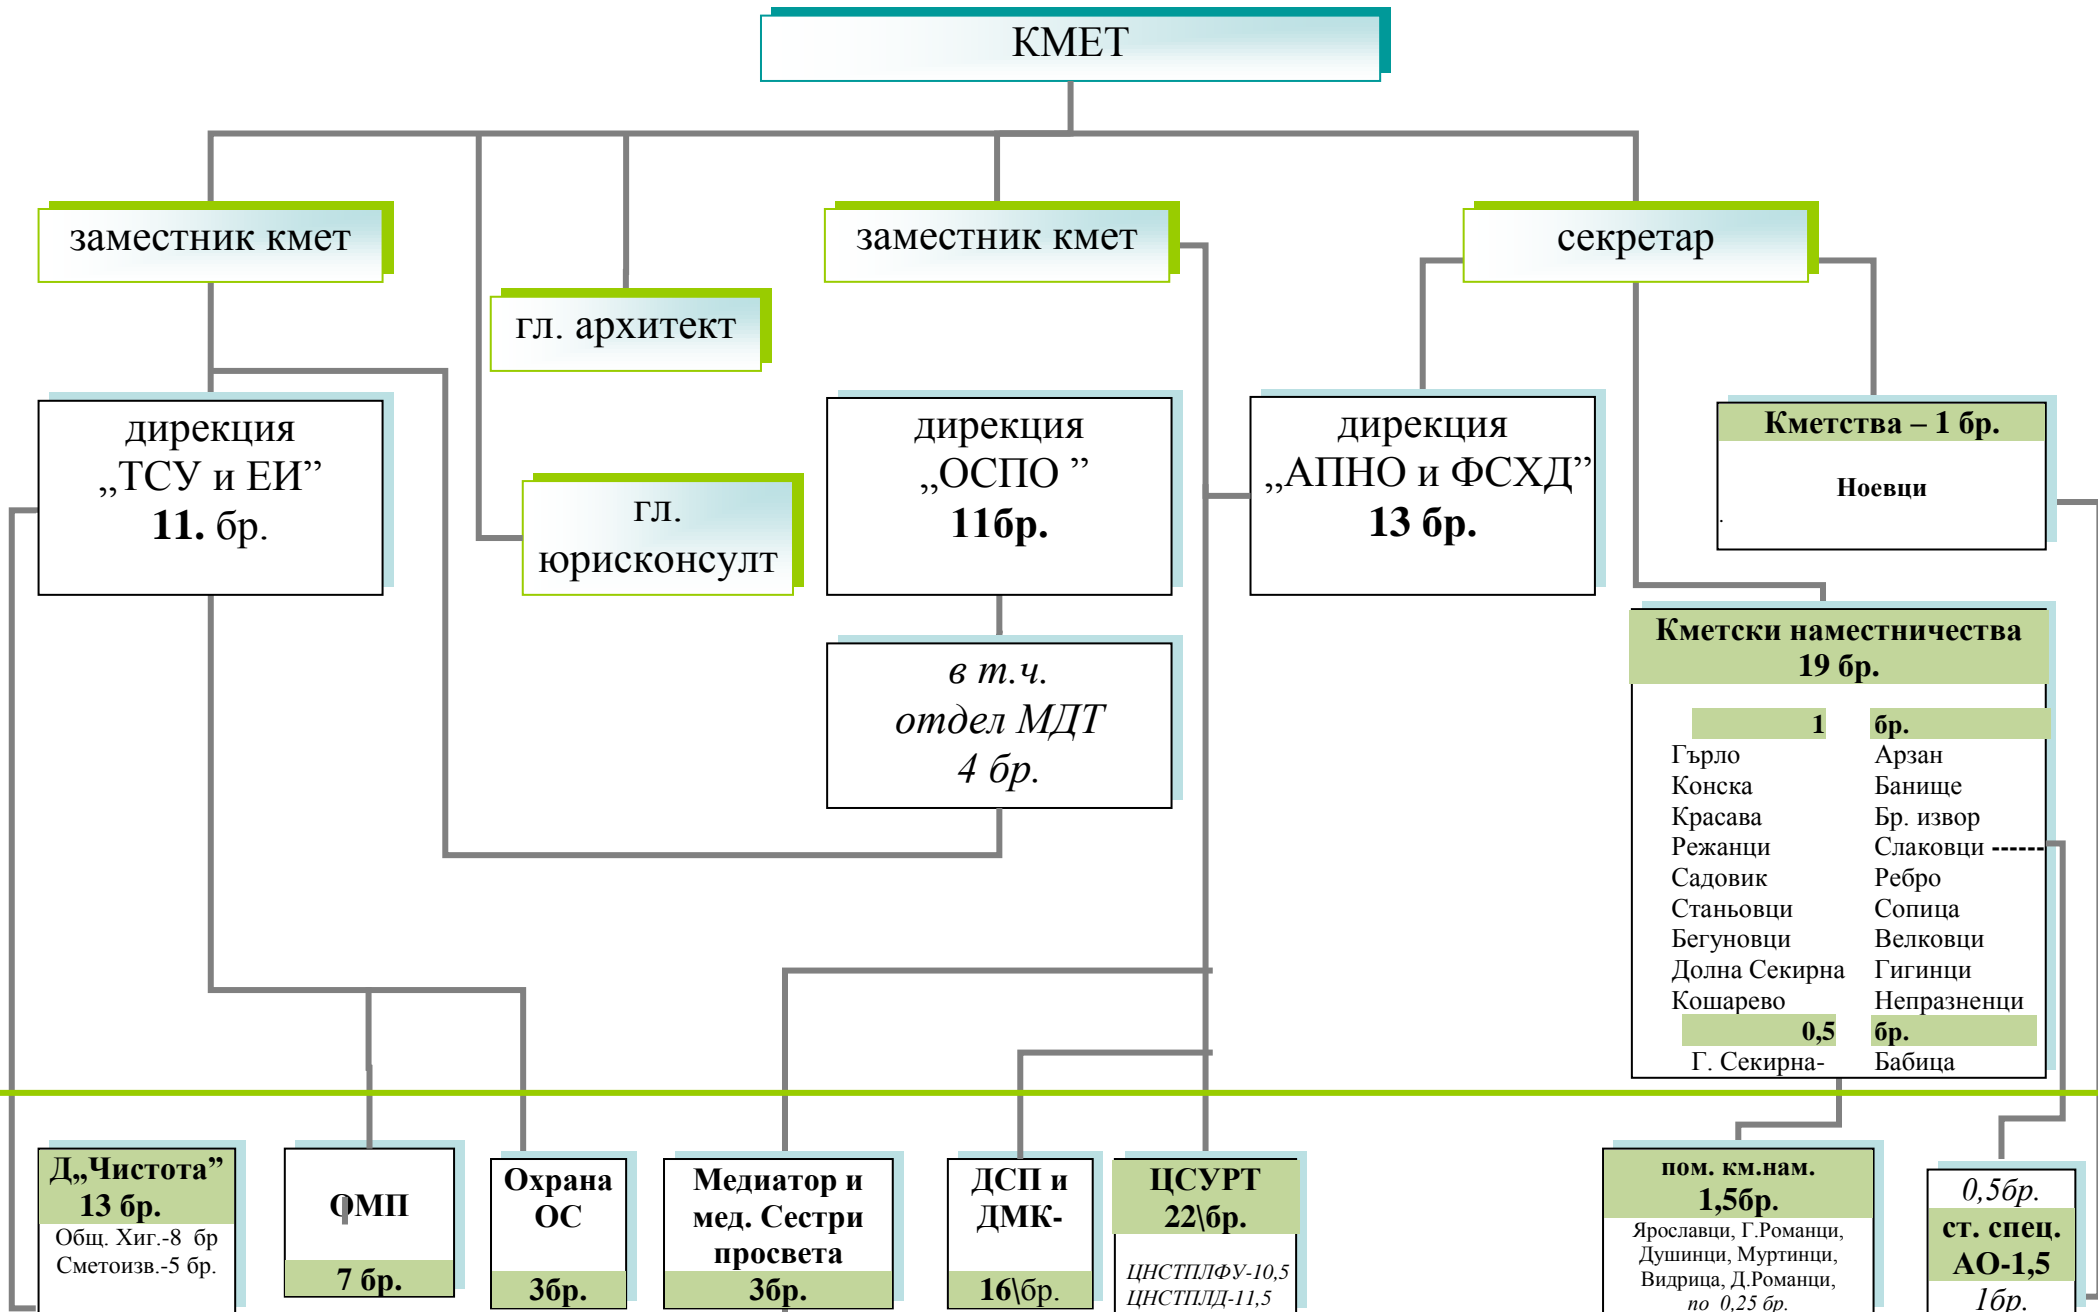 КМЕТ
заместник кмет
заместник кмет
секретар
гл. архитект
дирекция
„ТСУ и ЕИ”
11. бр.
гл.
юрисконсулт
дирекция
„ОСПО ”
11бр.
дирекция
„АПНО и ФСХД”
13 бр.
Кметства – 1 бр.
Ноевци
.
в т.ч.
отдел МДТ
4 бр.
Кметски наместничества
19 бр.
1 бр.
Гърло Арзан
Конска Банище
Красава Бр. извор
Режанци Слаковци ------
Садовик Ребро
Станьовци Сопица
Бегуновци Велковци
Долна Секирна Гигинци
Кошарево Непразненци
0,5 бр.
Г. Секирна- Бабица
Д„Чистота”
13 бр.
Общ. Хиг.-8 бр
Сметоизв.-5 бр.
ОМП
7 бр.
Охрана
ОС
3бр.
Медиатор и
мед. Сестри
просвета
3бр.
ДСП и
ДМК-
16\бр.
ЦСУРТ
22\бр.
ЦНСТПЛФУ-10,5
ЦНСТПЛД-11,5
пом. км.нам.
1,5бр.
Ярославци, Г.Романци,
Душинци, Муртинци,
Видрица, Д.Романци,
по 0,25 бр.
0,5бр.
ст. спец.
АО-1,5
1бр.